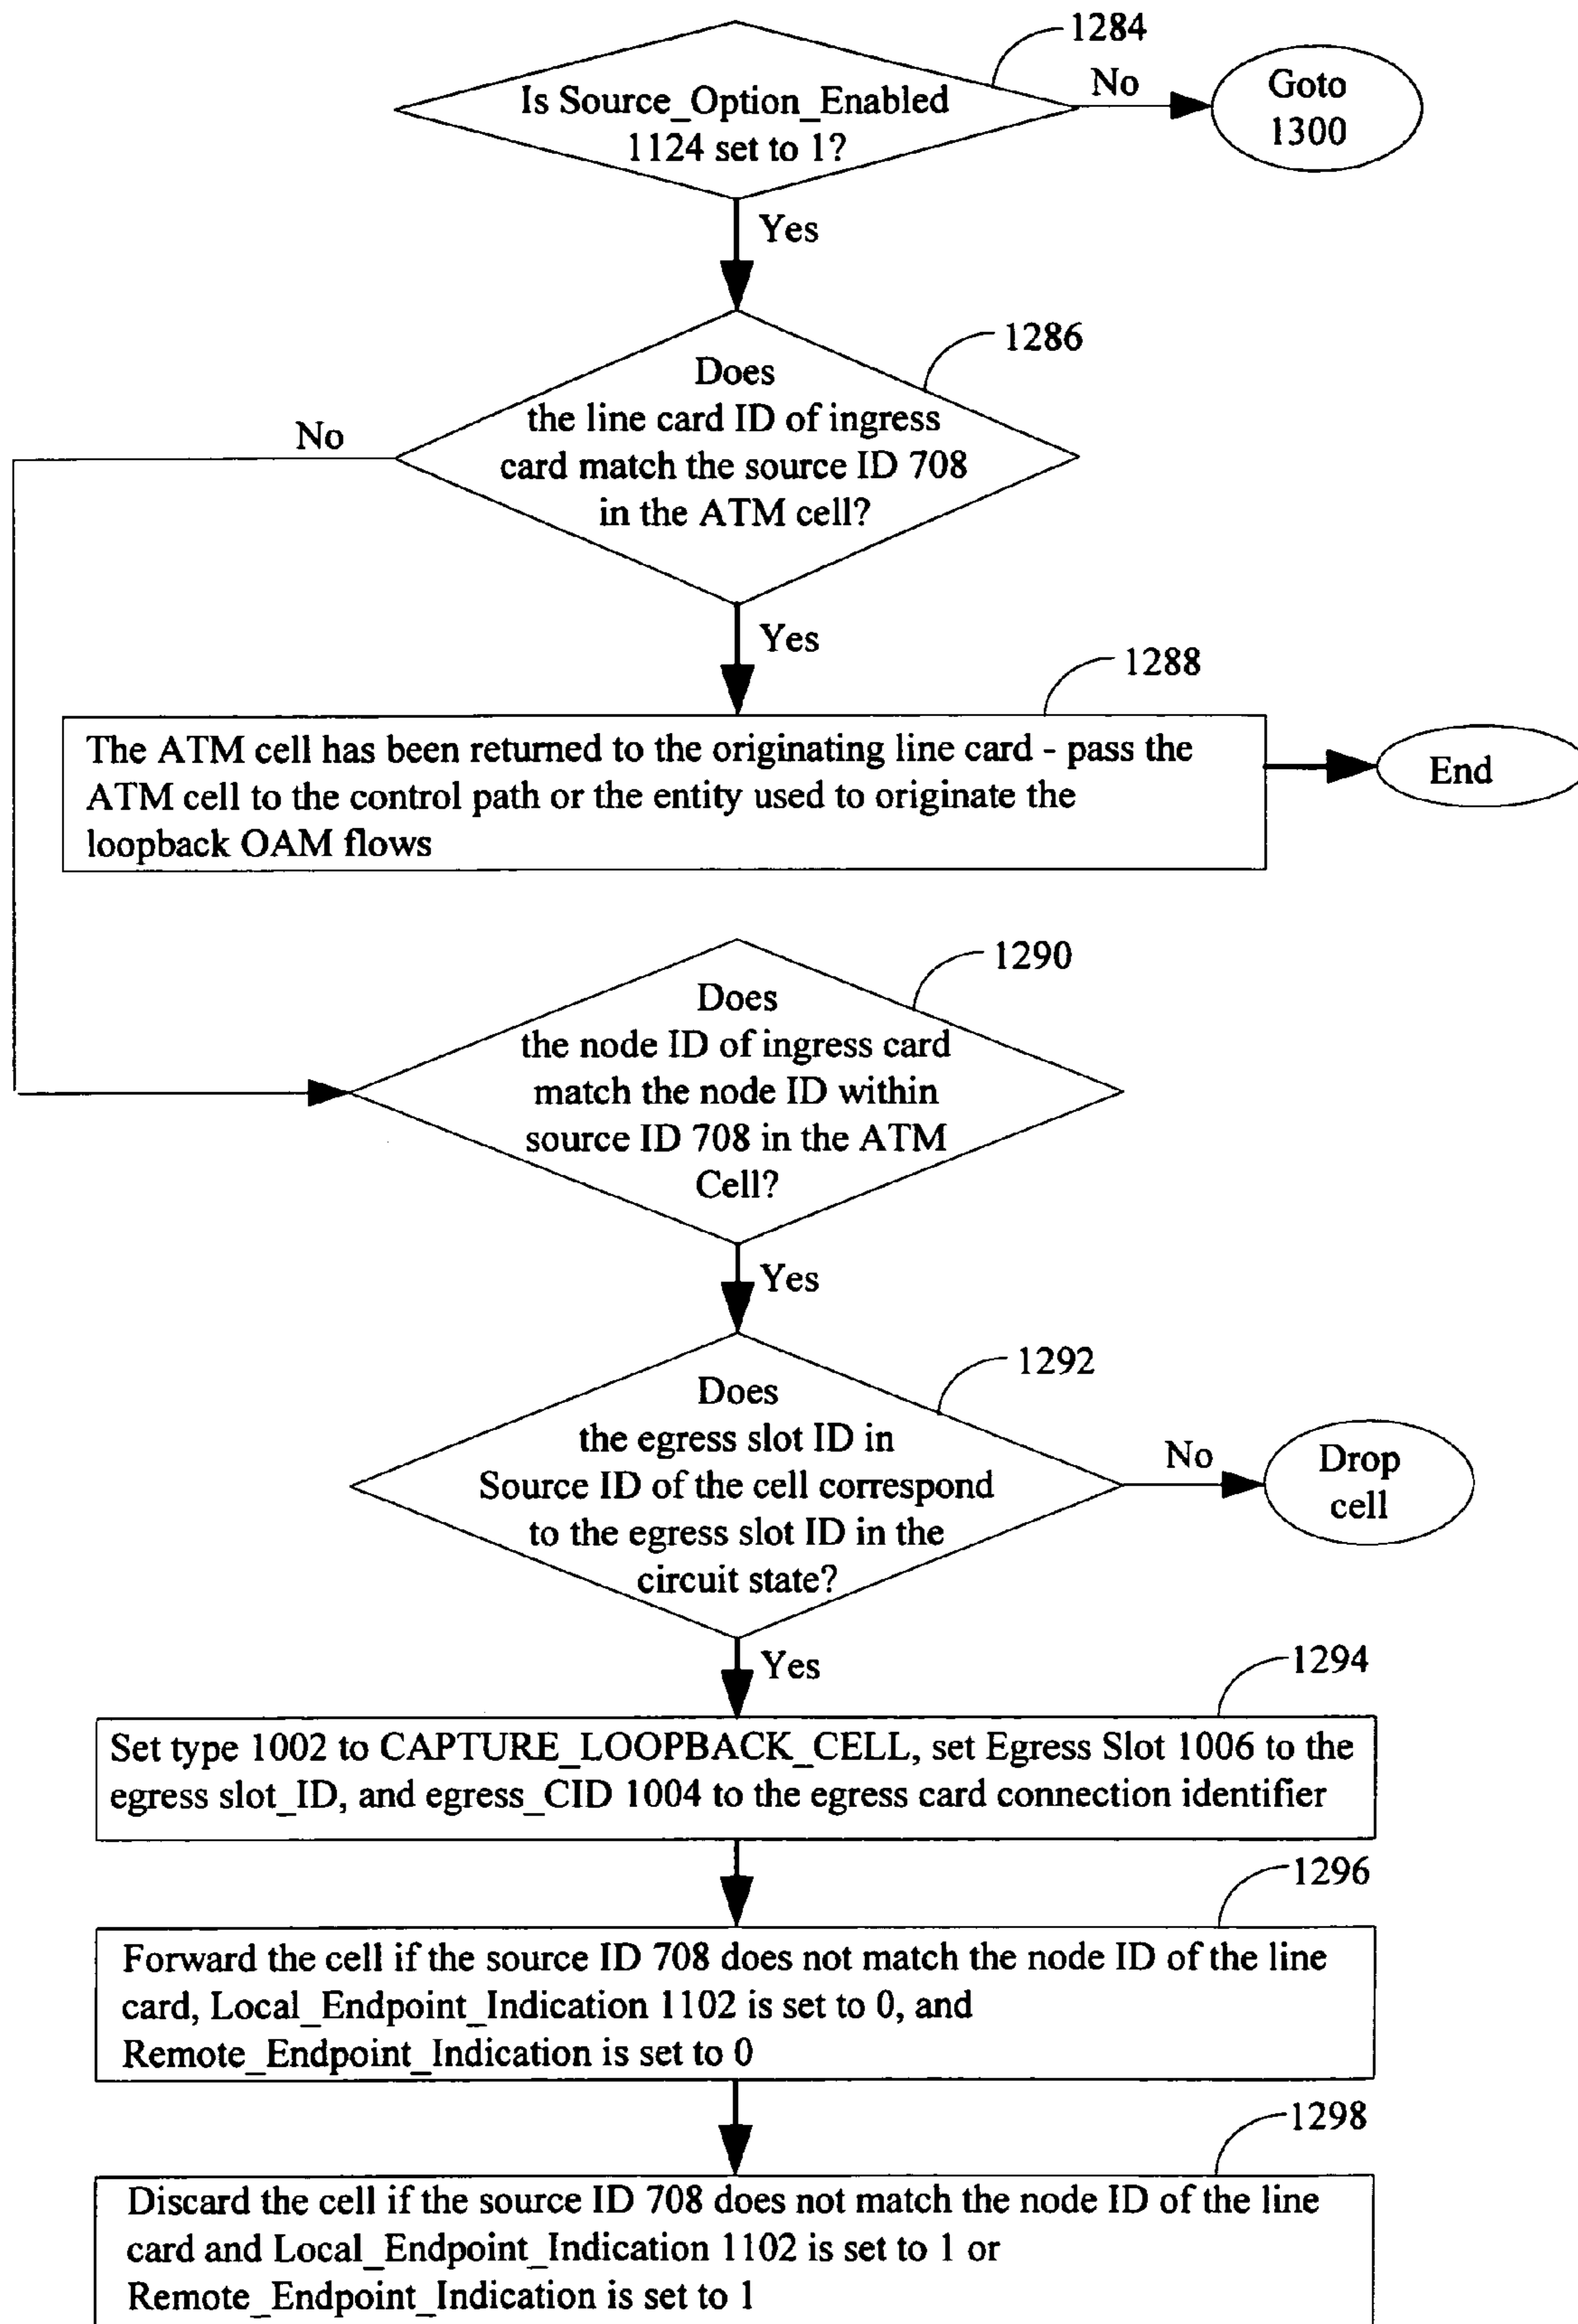 1284
Is Source_Option_Enabled
1124 set to 1?
No
Goto
1300
Yes
1286
Does
the line card ID of ingress
card match the source ID 708
in the ATM cell?
No
Yes
1288
The ATM cell has been returned to the originating line card - pass the
ATM cell to the control path or the entity used to originate the
loopback OAM flows
End
1290
Does
the node ID of ingress card
match the node ID within
source ID 708 in the ATM
Cell?
Yes
1292
Does
the egress slot ID in
Source ID of the cell correspond
to the egress slot ID in the
circuit state?
No
Drop
cell
Yes
1294
Set type 1002 to CAPTURE_LOOPBACK_CELL, set Egress Slot 1006 to the
egress slot_ID, and egress_CID 1004 to the egress card connection identifier
1296
Forward the cell if the source ID 708 does not match the node ID of the line
card, Local_Endpoint_Indication 1102 is set to 0, and
Remote_Endpoint_Indication is set to 0
1298
Discard the cell if the source ID 708 does not match the node ID of the line
card and Local_Endpoint_Indication 1102 is set to 1 or
Remote_Endpoint_Indication is set to 1